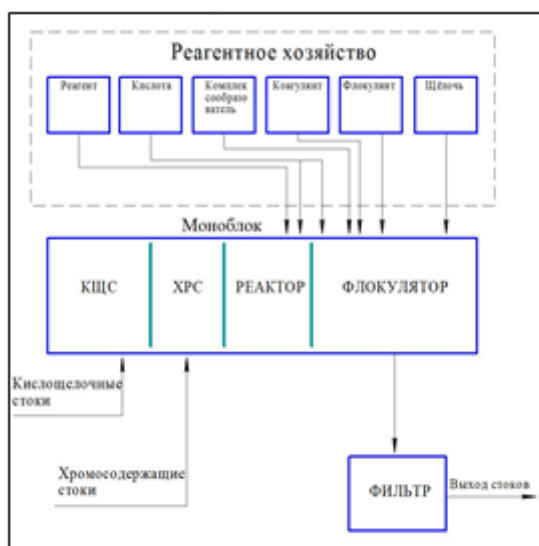 Реагентное хозяйство
Реагент
Кислота
Комплек
сообразо
ватель
Коагулянт
Флокулянт
Щёлочь
Моноблок
КЩС
ХРС
РЕАКТОР
ФЛОКУЛЯТОР
Кислощелочные
стоки
Хромосодержащие
стоки
ФИЛЬТР
Выход стоков